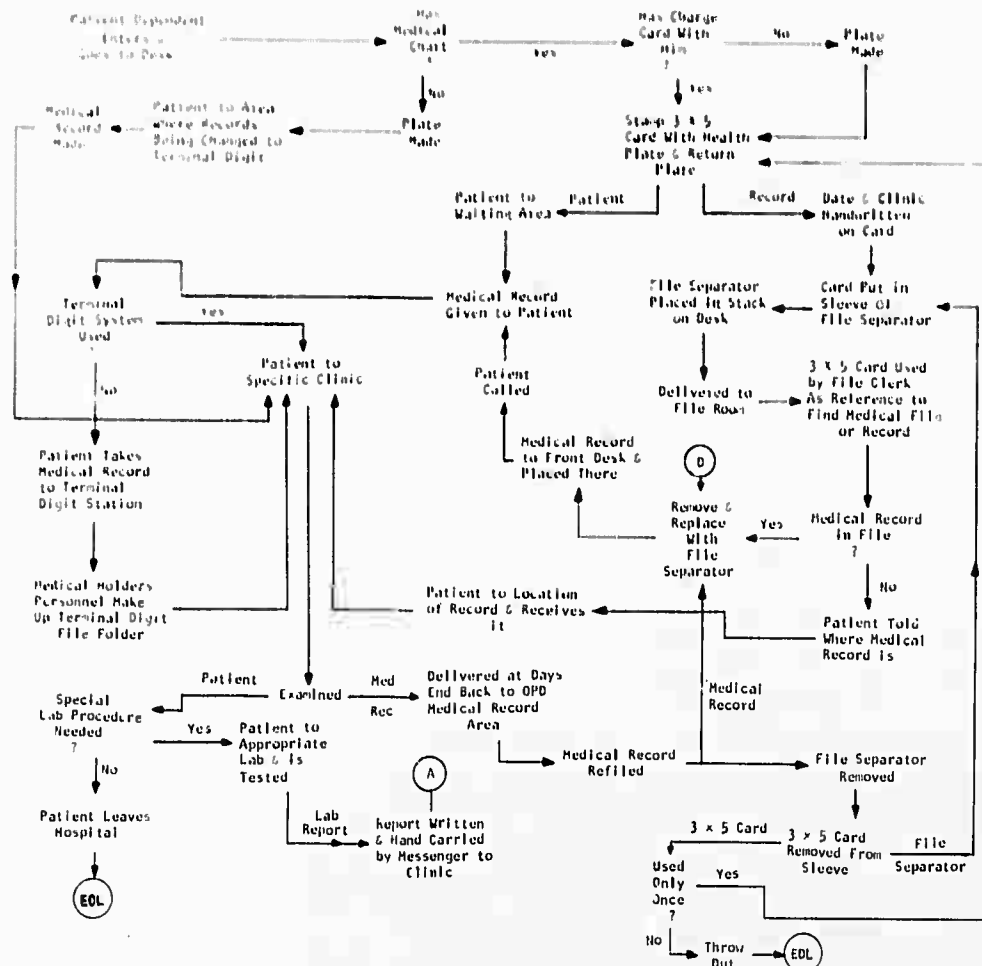 Patient Dependent
Enters &
Goes to Desk
Has
Medical
Chart
?
Yes
Has Charge
Card With
Him
?
No
Plate
Made
No
Yes
Medical
Record
Made
Patient to Area
where Records
Being Changed to
Terminal Digit
Plate
Made
Stamp 3 X 5
Card With Health
Plate & Return
Plate
Patient to
Waiting Area
Patient
Record
Date & Clinic
Handwritten
on Card
Terminal
Digit System
Used
Yes
Medical Record
Given to Patient
File Separator
Placed in Stack
on Desk
Card Put in
Sleeve Of
File Separator
Patient to
Specific Clinic
No
Patient
Called
Delivered to
File Room
3 X 5 Card Used
by File Clerk
As Reference to
Find Medical File
or Record
Patient Takes
Medical Record
to Terminal
Digit Station
Medical Record
to Front Desk &
Placed There
D
Remove &
Replace
With
File
Separator
Yes
Medical Record
in File
?
No
Medical Holders
Personnel Make
Up Terminal Digit
File Folder
Patient to Location
of Record & Receives
it
Patient Told
Where Medical
Record is
Patient
Examined
Med
Rec
Delivered at Days
End Back to OPD
Medical Record
Area
Medical
Record
Special
Lab Procedure
Needed
?
Yes
Patient to
Appropriate
Lab & is
Tested
No
A
Medical Record
Refiled
File Separator
Removed
Patient Leaves
Hospital
Lab
Report
Report Written
& Hand Carried
by Messenger to
Clinic
3 x 5 Card
3 x 5 Card
Removed From
Sleeve
File
Separator
EOL
Used
Only
Once
?
Yes
No
Throw
Out
EOL